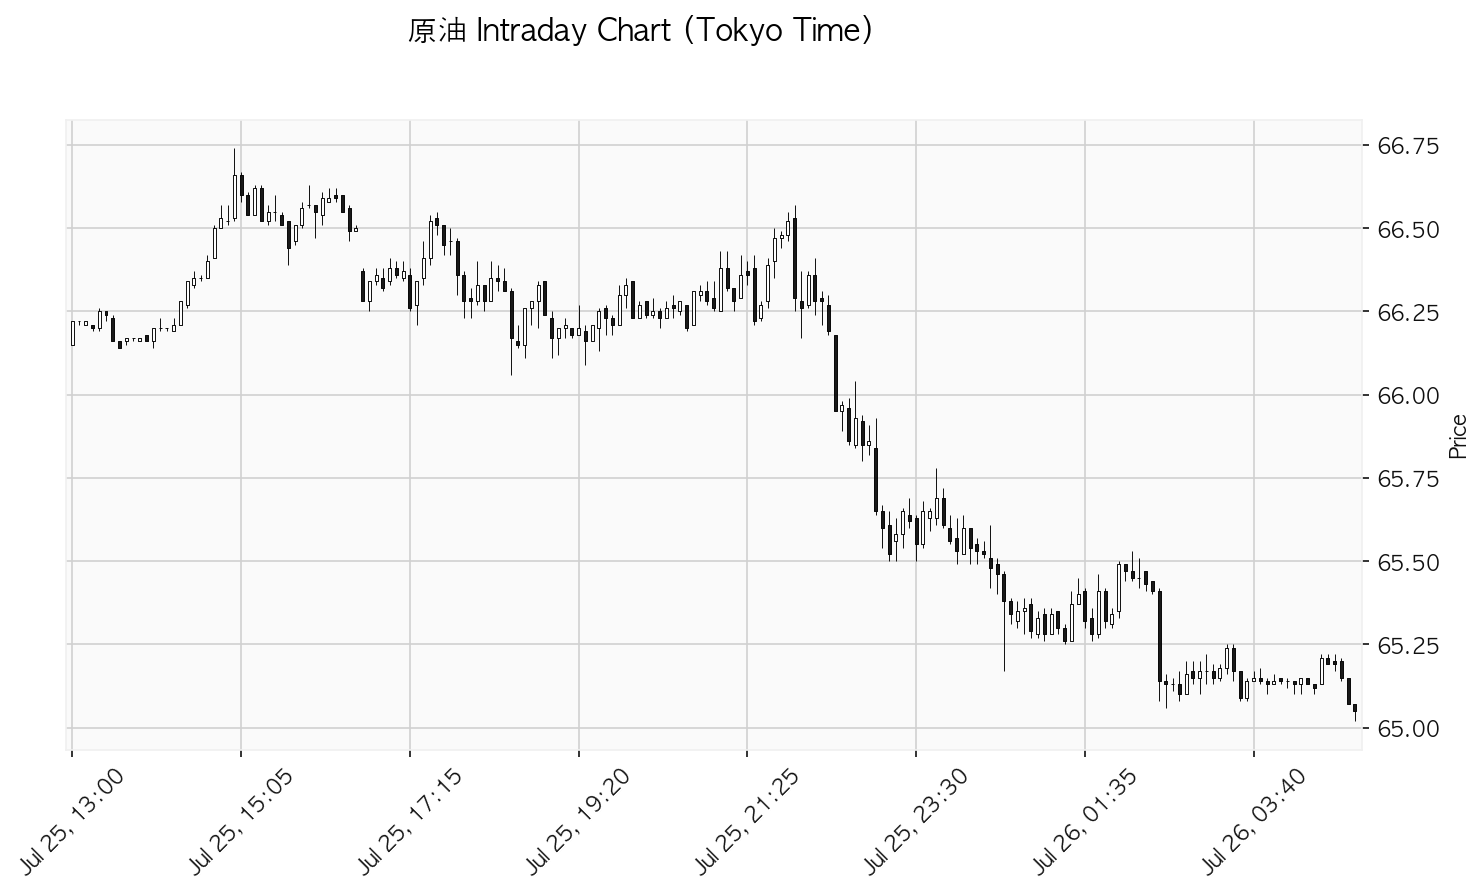 原油 Intraday Chart (Tokyo Time)
66.75
66.50
66.25
66.00
65.75
65.50
65.25
65.00
Price
Jul 25, 13:00
Jul 25, 15:05
Jul 25, 17:15
Jul 25, 19:20
Jul 25, 21:25
Jul 25, 23:30
Jul 26, 01:35
Jul 26, 03:40